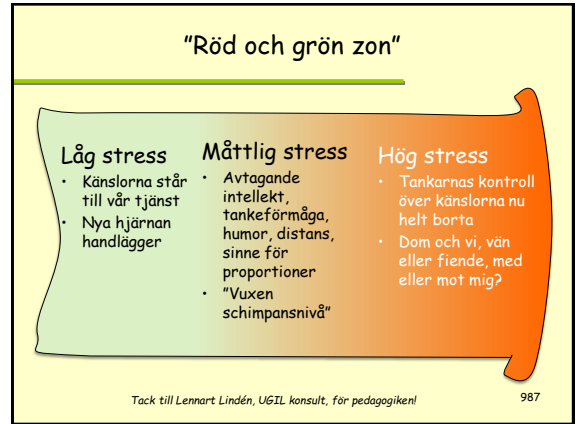 "Röd och grön zon"
Låg stress
• Känslorna står
till vår tjänst
• Nya hjärnan
handlägger
Måttlig stress
• Avtagande
intellekt,
tankeförmåga,
humor, distans,
sinne för
proportioner
• "Vuxen
schimpansnivå"
Hög stress
• Tankarnas kontroll
över känslorna nu
helt borta
• Dom och vi, vän
eller fiende, med
eller mot mig?
Tack till Lennart Lindén, UGIL konsult, för pedagogiken!
987